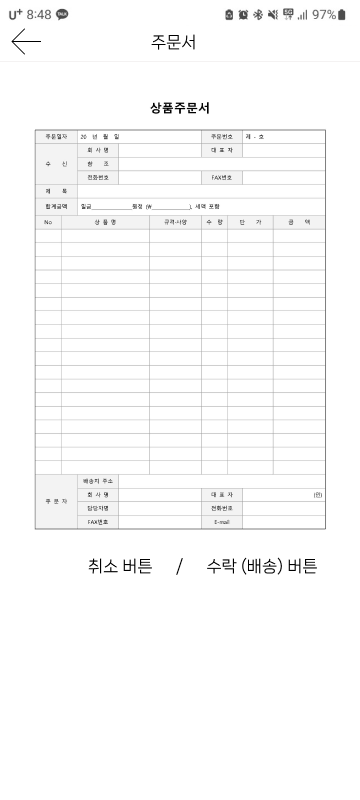 U+ 8:48 TALK 5G 97%
주문서
상품주문서
주문일자 20 년 월 일 주문번호 제 - 호
수 신 회 사 명 대 표 자
참 조
전화번호 FAX번호
제 목
합계금액 일금______________원정 (₩______________), 세액 포함
No 상 품 명 규격·사양 수 량 단 가 금 액
배송지 주소
주 문 자 회 사 명 대 표 자 (인)
담당자명 전화번호
FAX번호 E-mail
취소 버튼 / 수락 (배송) 버튼